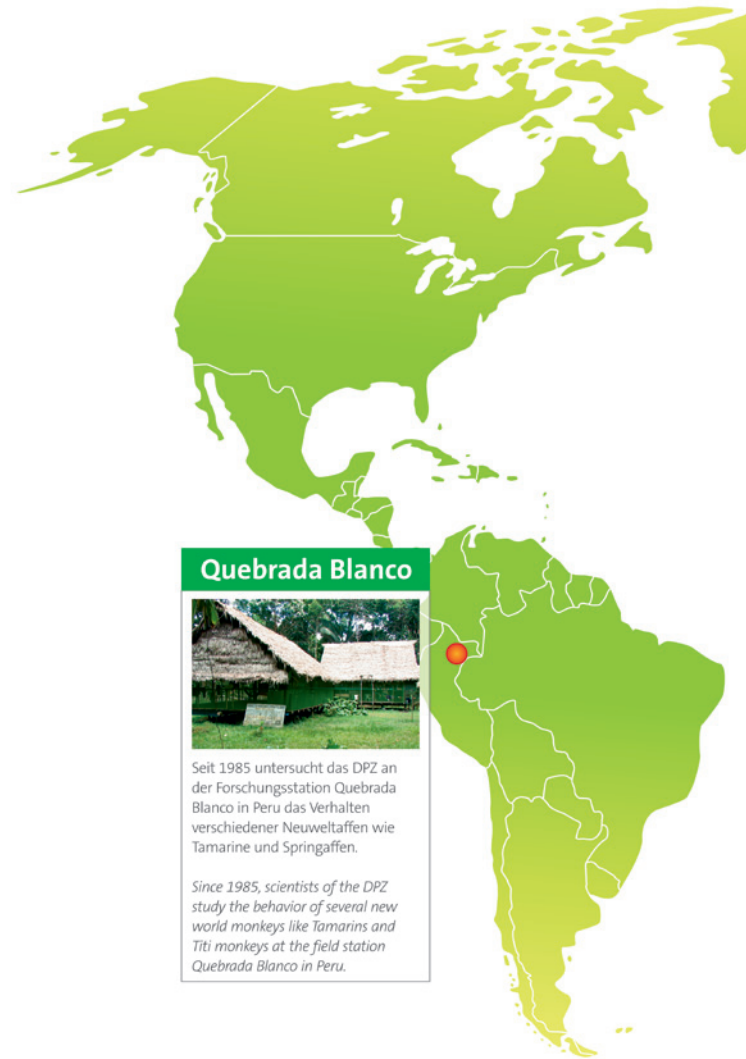 Quebrada Blanco
Seit 1985 untersucht das DPZ an
der Forschungsstation Quebrada
Blanco in Peru das Verhalten
verschiedener Neuweltaffen wie
Tamarine und Springaffen.
Since 1985, scientists of the DPZ
study the behavior of several new
world monkeys like Tamarins and
Titi monkeys at the field station
Quebrada Blanco in Peru.